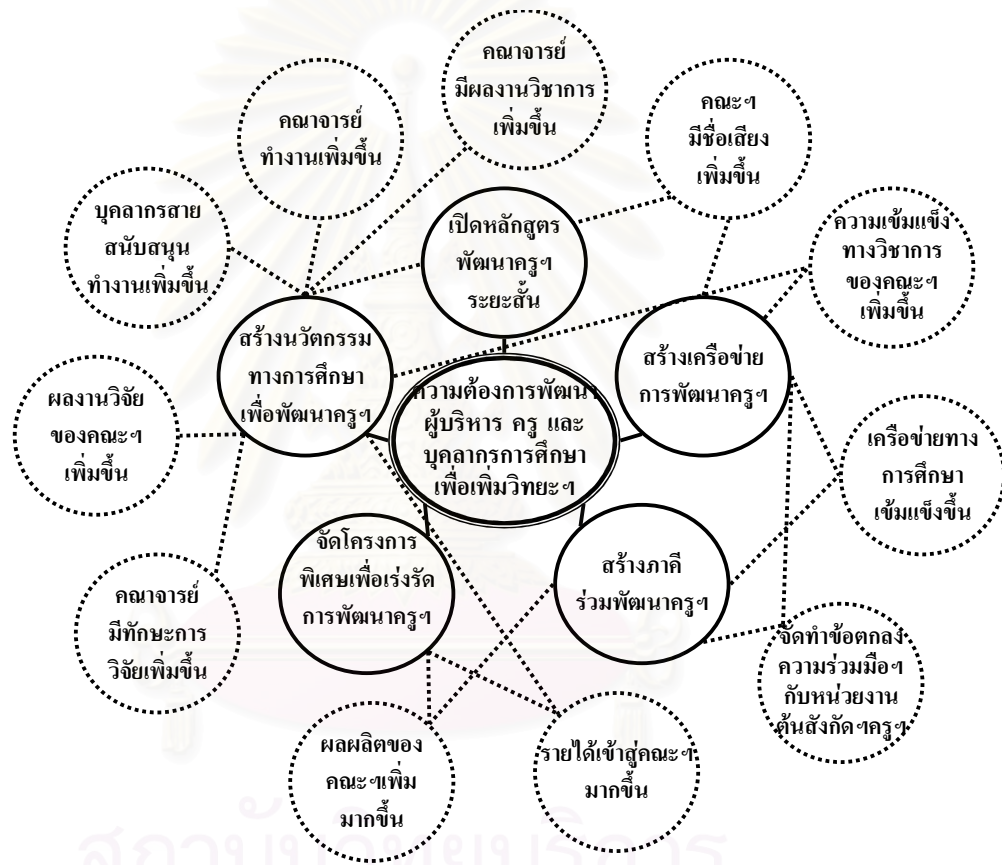 คณาจารย์
มีผลงานวิชาการ
เพิ่มขึ้น
คณาจารย์
ทำงานเพิ่มขึ้น
คณะฯ
มีชื่อเสียง
เพิ่มขึ้น
บุคลากรสาย
สนับสนุน
ทำงานเพิ่มขึ้น
เปิดหลักสูตร
พัฒนาครูฯ
ระยะสั้น
ความเข้มแข็ง
ทางวิชาการ
ของคณะฯ
เพิ่มขึ้น
สร้างนวัตกรรม
ทางการศึกษา
เพื่อพัฒนาครูฯ
สร้างเครือข่าย
การพัฒนาครูฯ
ความต้องการพัฒนา
ผู้บริหาร ครู และ
บุคลากรการศึกษา
เพื่อเพิ่มวิทยะฯ
ผลงานวิจัย
ของคณะฯ
เพิ่มขึ้น
เครือข่ายทาง
การศึกษา
เข้มแข็งขึ้น
จัดโครงการ
พิเศษเพื่อเร่งรัด
การพัฒนาครูฯ
สร้างภาคี
ร่วมพัฒนาครูฯ
คณาจารย์
มีทักษะการ
วิจัยเพิ่มขึ้น
จัดทำข้อตกลง
ความร่วมมือฯ
กับหน่วยงาน
ต้นสังกัดฯครูฯ
ผลผลิตของ
คณะฯเพิ่ม
มากขึ้น
รายได้เข้าสู่คณะฯ
มากขึ้น
สถาบันวิทยบริการ